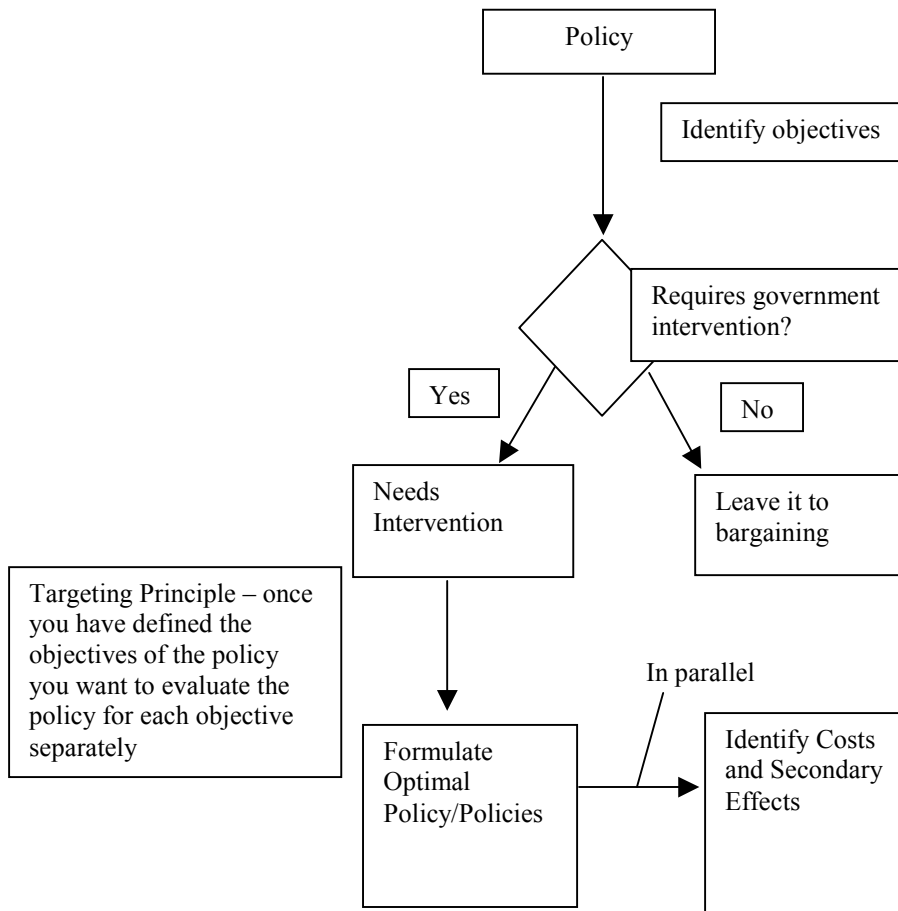 Policy
Identify objectives
Requires government
intervention?
Yes
No
Needs
Intervention
Leave it to
bargaining
Targeting Principle – once
you have defined the
objectives of the policy
you want to evaluate the
policy for each objective
separately
In parallel
Formulate
Optimal
Policy/Policies
Identify Costs
and Secondary
Effects